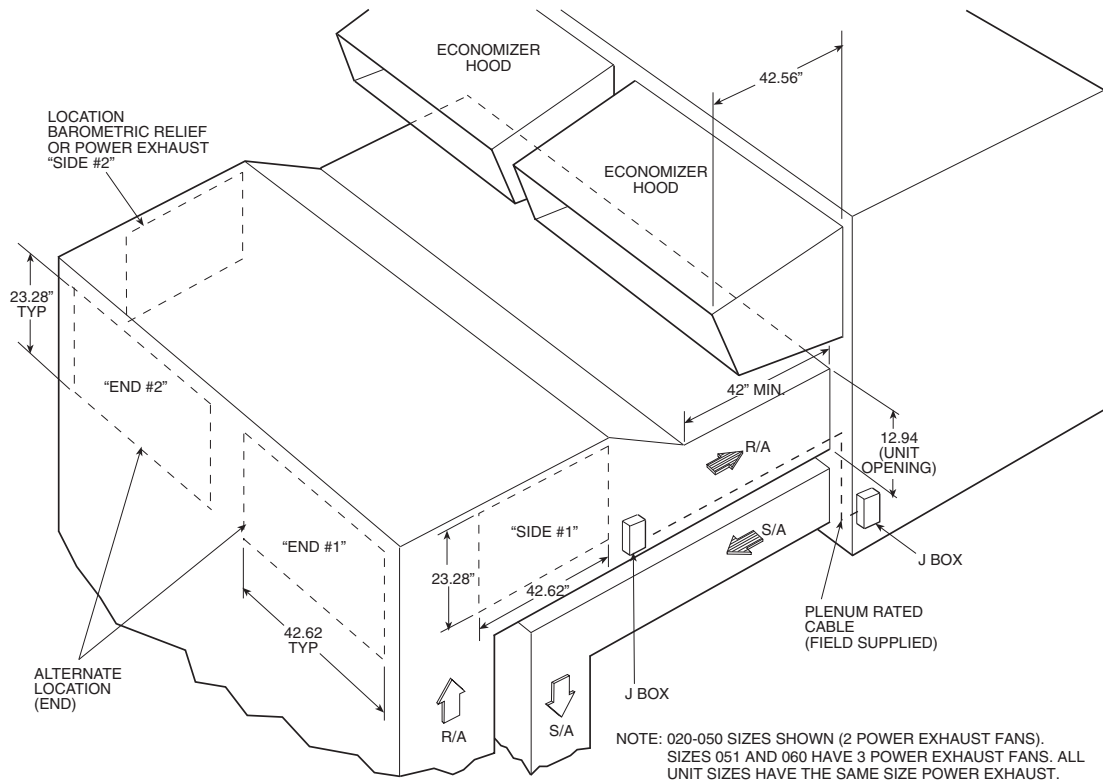 ECONOMIZER
HOOD
42.56”
LOCATION
BAROMETRIC RELIEF
OR POWER EXHAUST
“SIDE #2”
ECONOMIZER
HOOD
23.28”
TYP
“END #2”
42” MIN.
R/A
12.94
(UNIT
OPENING)
“SIDE #1”
S/A
“END #1”
23.28”
42.62”
J BOX
42.62
TYP
PLENUM RATED
CABLE
(FIELD SUPPLIED)
ALTERNATE
LOCATION
(END)
J BOX
R/A
S/A
NOTE: 020-050 SIZES SHOWN (2 POWER EXHAUST FANS).
SIZES 051 AND 060 HAVE 3 POWER EXHAUST FANS. ALL
UNIT SIZES HAVE THE SAME SIZE POWER EXHAUST.